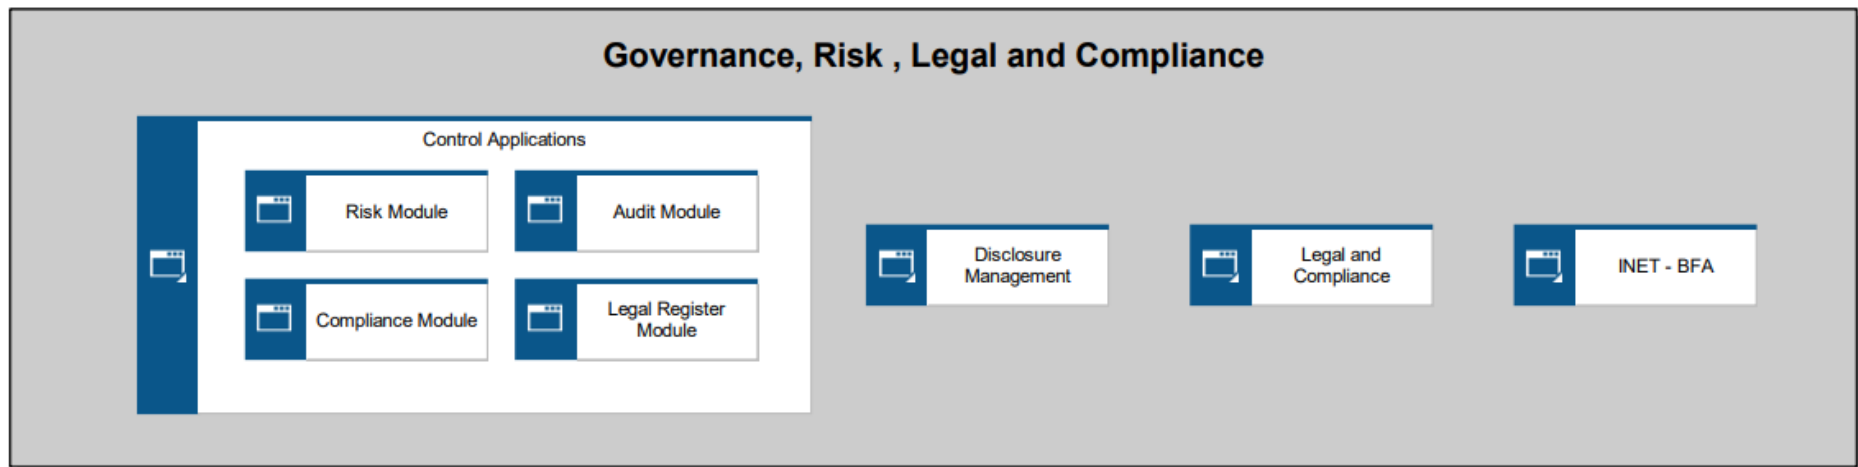 Governance, Risk , Legal and Compliance
Control Applications
Risk Module
Audit Module
Compliance Module
Legal Register
Module
Disclosure
Management
Legal and
Compliance
INET - BFA